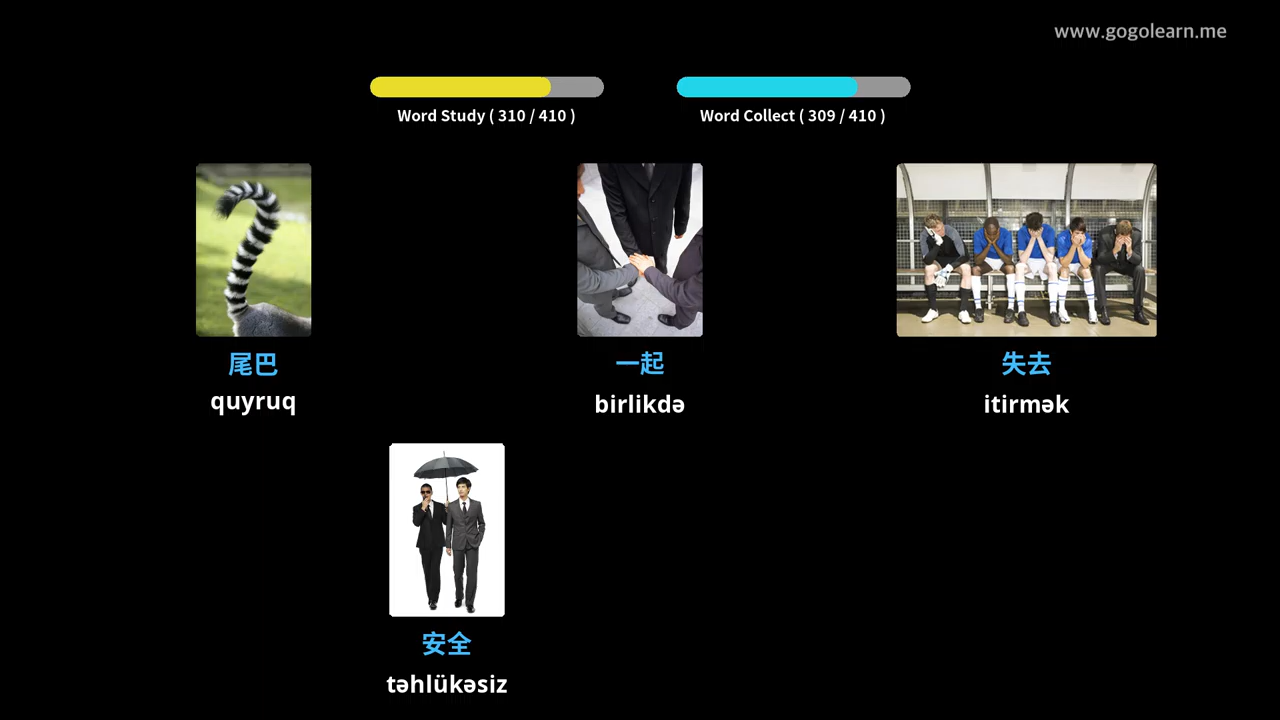 www.gogolearn.me
Word Study ( 310 / 410 )
Word Collect ( 309 / 410 )
尾巴
quyruq
一起
birlikdə
失去
itirmək
安全
təhlükəsiz